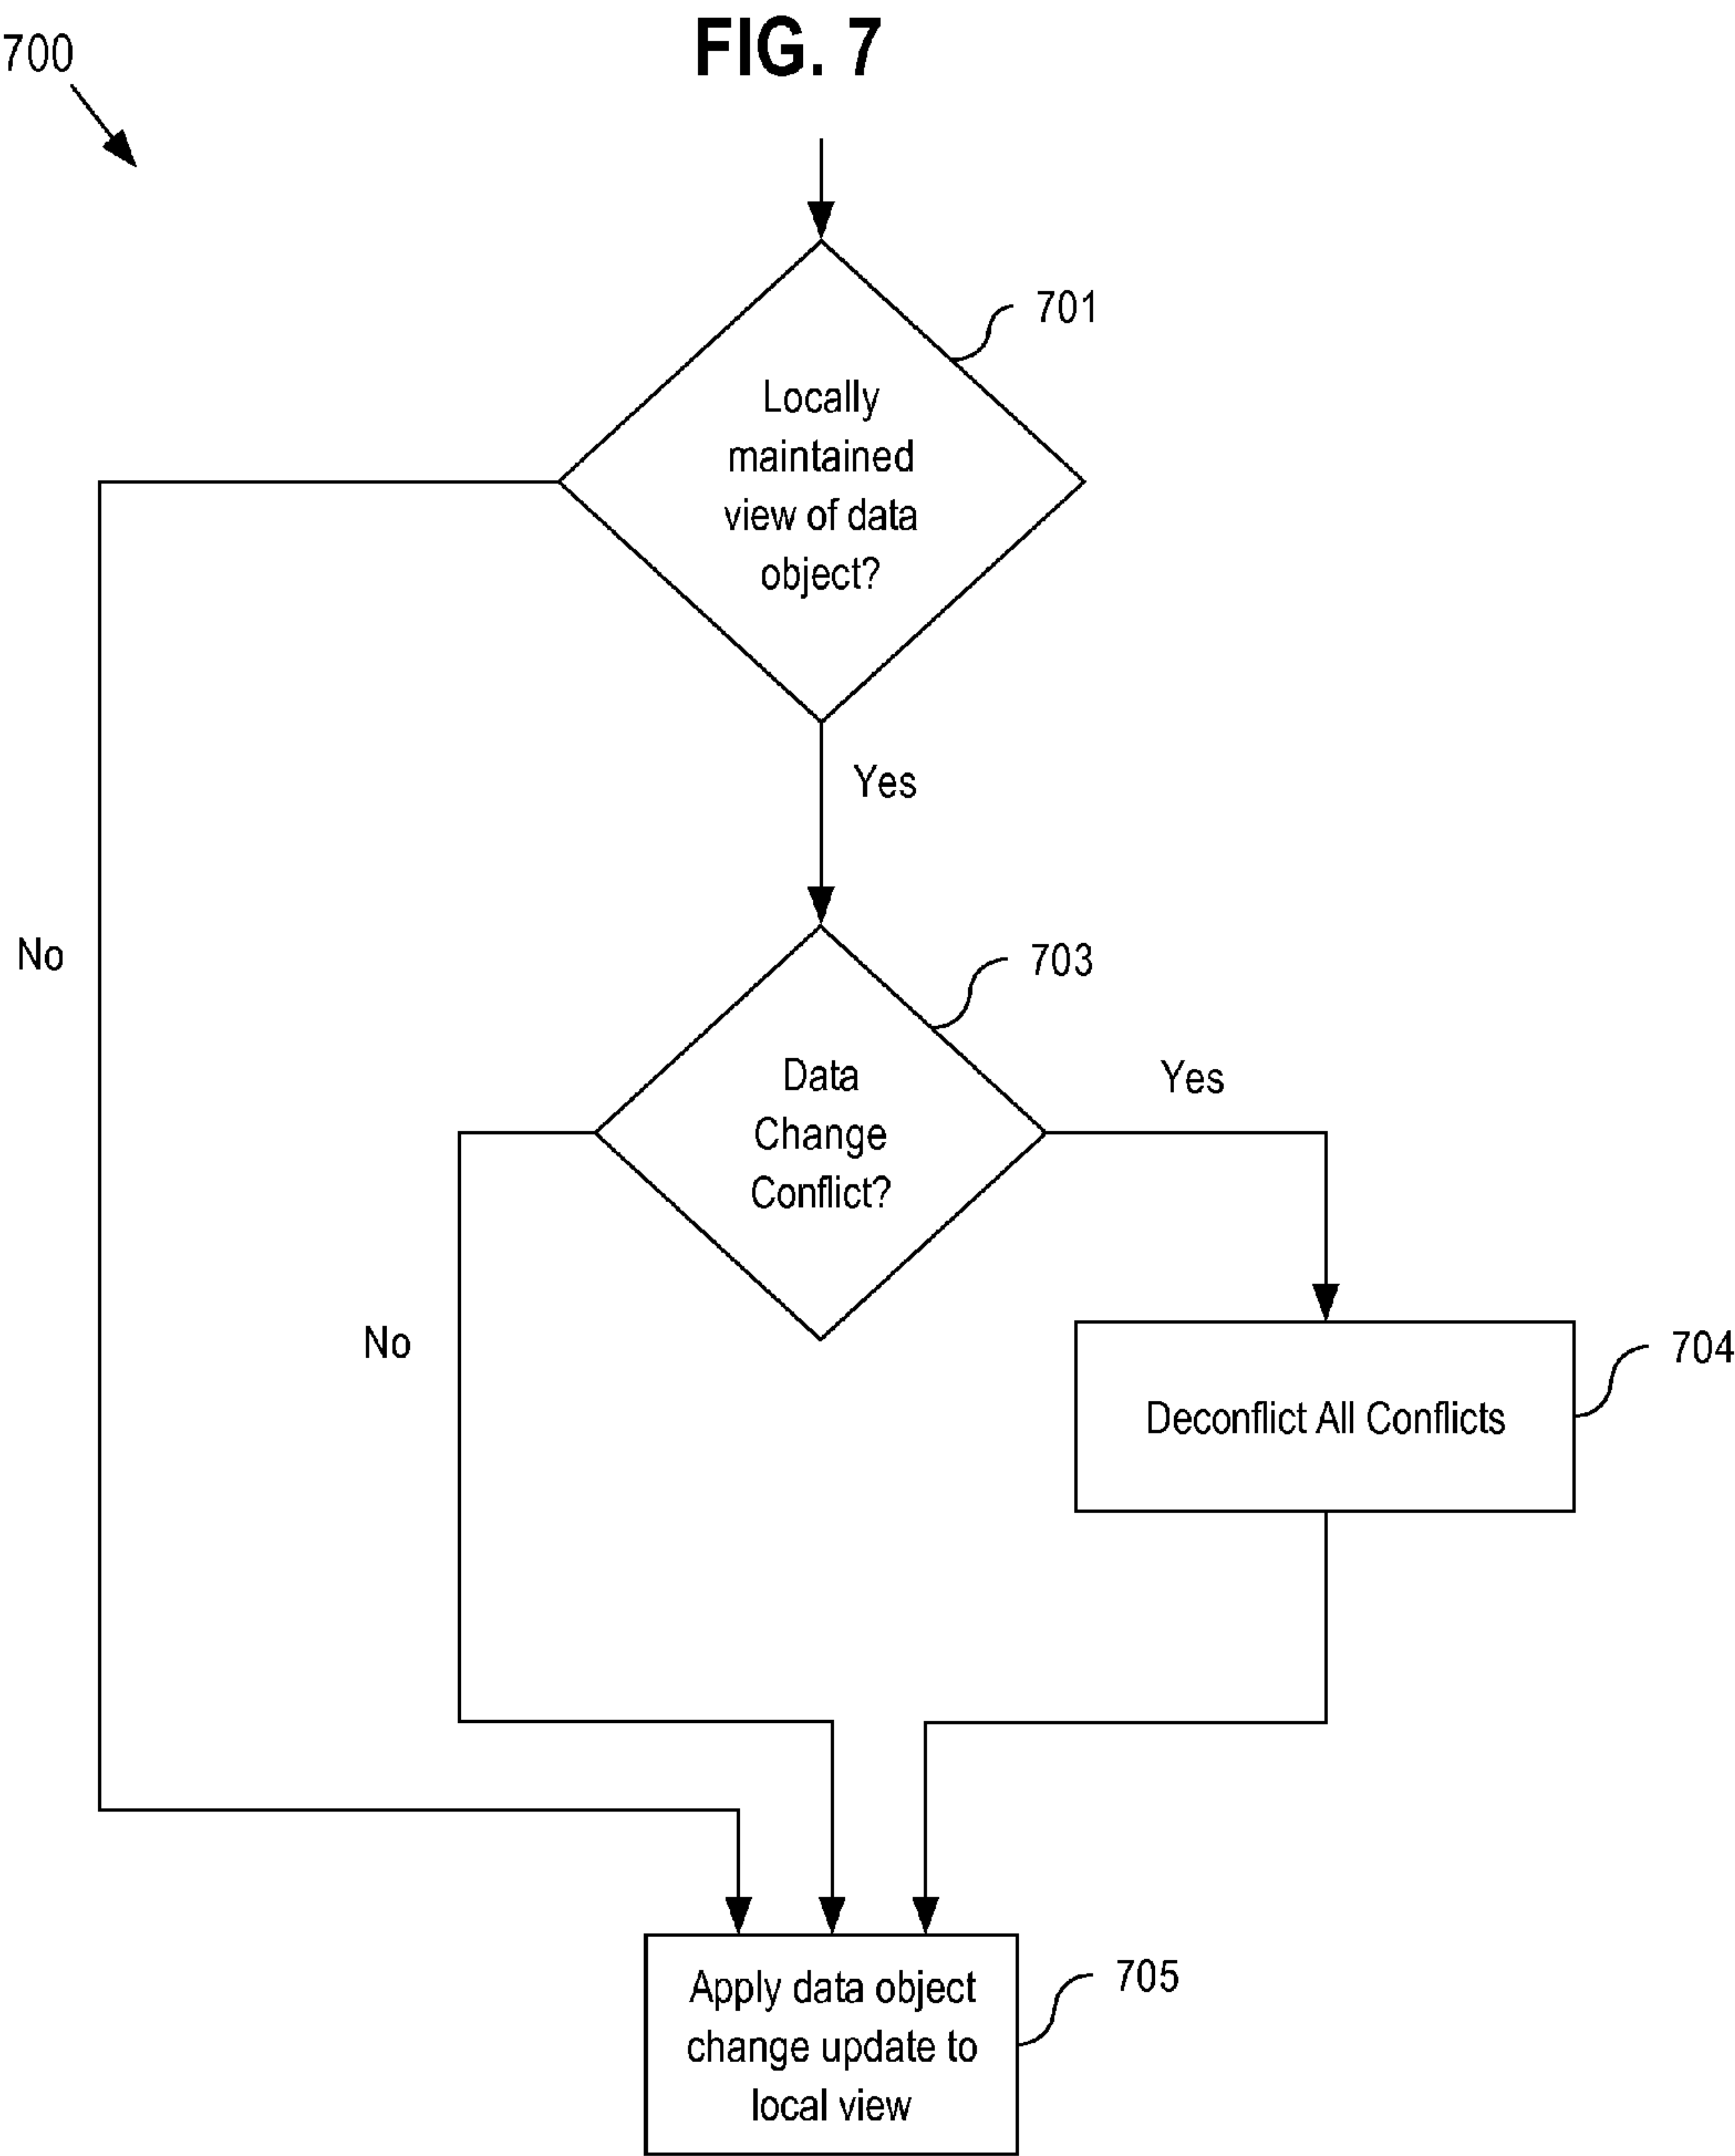 FIG. 7
700
701
Locally
maintained
view of data
object?
Yes
No
703
Data
Change
Conflict?
Yes
No
704
Deconflict All Conflicts
705
Apply data object
change update to
local view